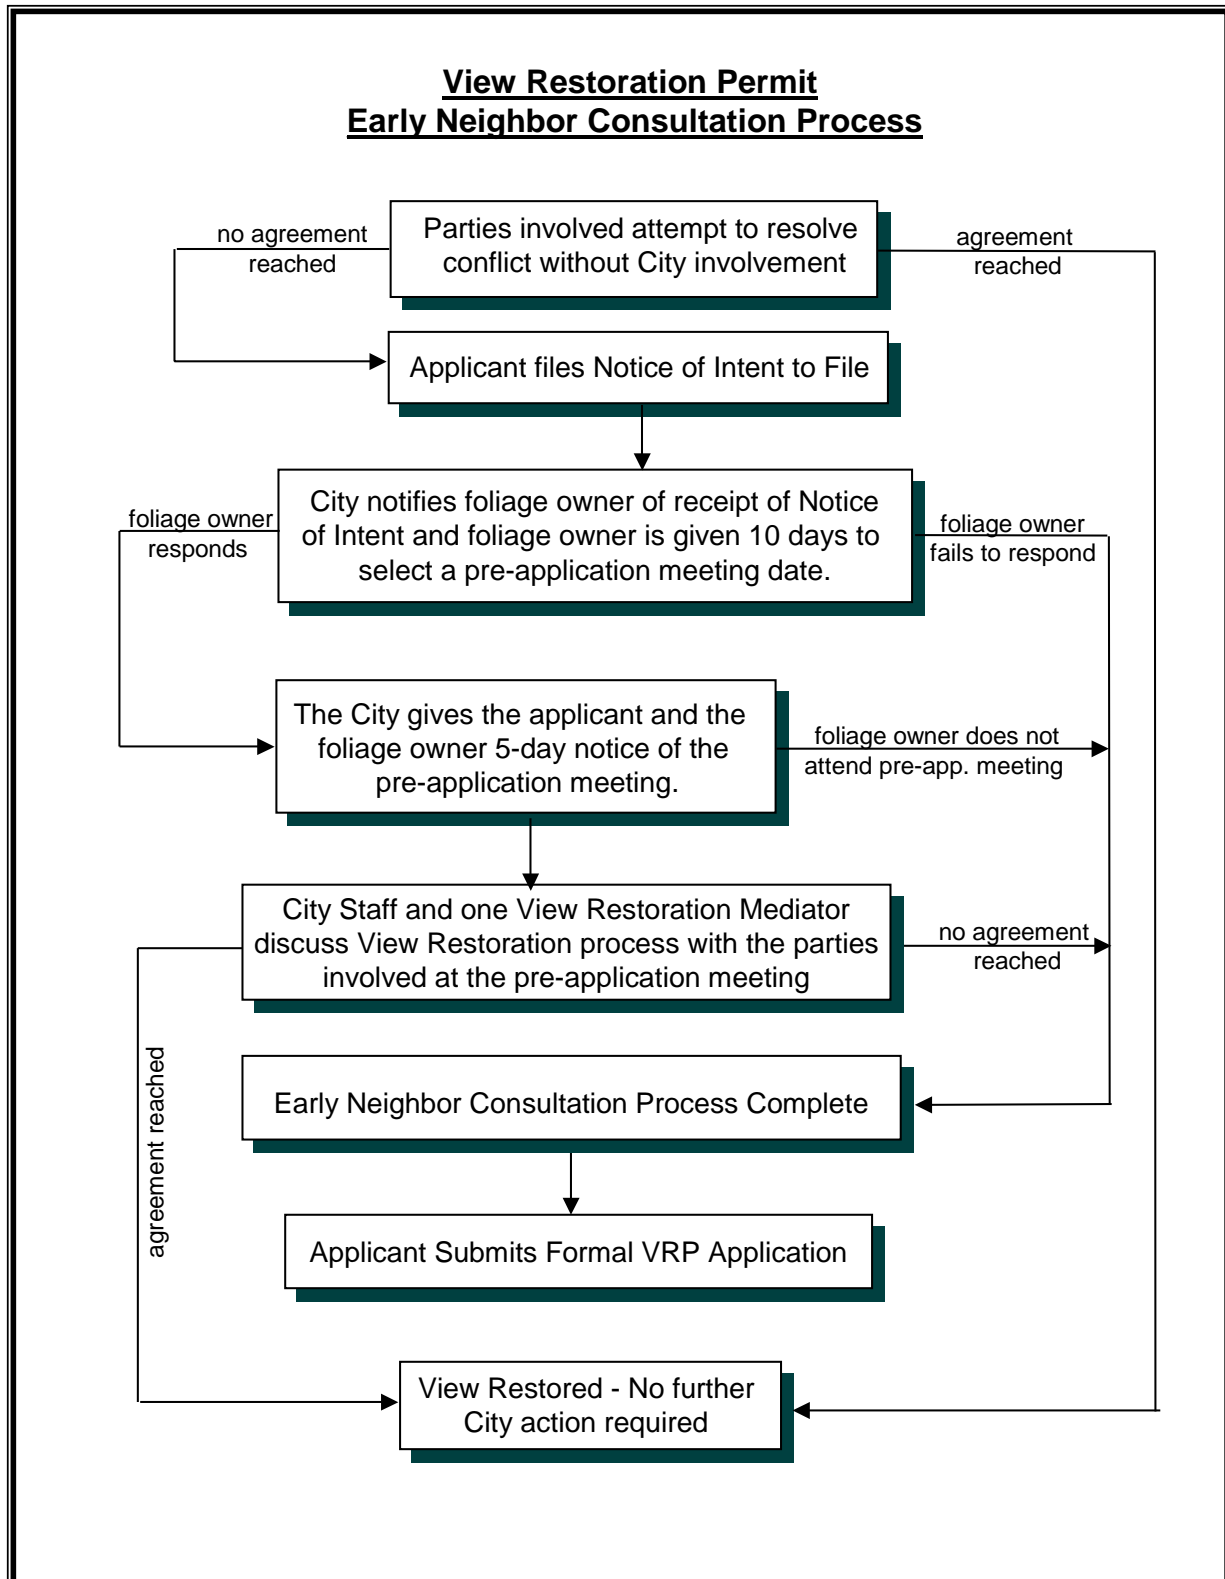 View Restoration Permit
Early Neighbor Consultation Process
no agreement
reached
Parties involved attempt to resolve
conflict without City involvement
agreement
reached
Applicant files Notice of Intent to File
foliage owner
responds
City notifies foliage owner of receipt of Notice
of Intent and foliage owner is given 10 days to
select a pre-application meeting date.
foliage owner
fails to respond
The City gives the applicant and the
foliage owner 5-day notice of the
pre-application meeting.
foliage owner does not
attend pre-app. meeting
City Staff and one View Restoration Mediator
discuss View Restoration process with the parties
involved at the pre-application meeting
no agreement
reached
agreement reached
Early Neighbor Consultation Process Complete
Applicant Submits Formal VRP Application
View Restored - No further
City action required